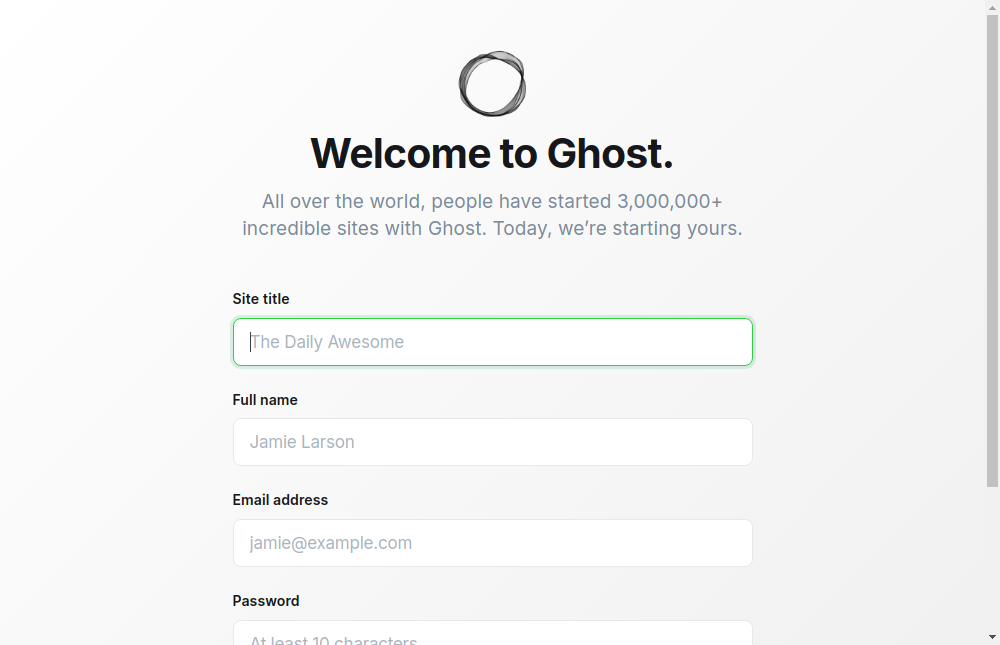 Welcome to Ghost.
All over the world, people have started 3,000,000+
incredible sites with Ghost. Today, we’re starting yours.
Site title
The Daily Awesome
Full name
Jamie Larson
Email address
jamie@example.com
Password
At least 10 characters